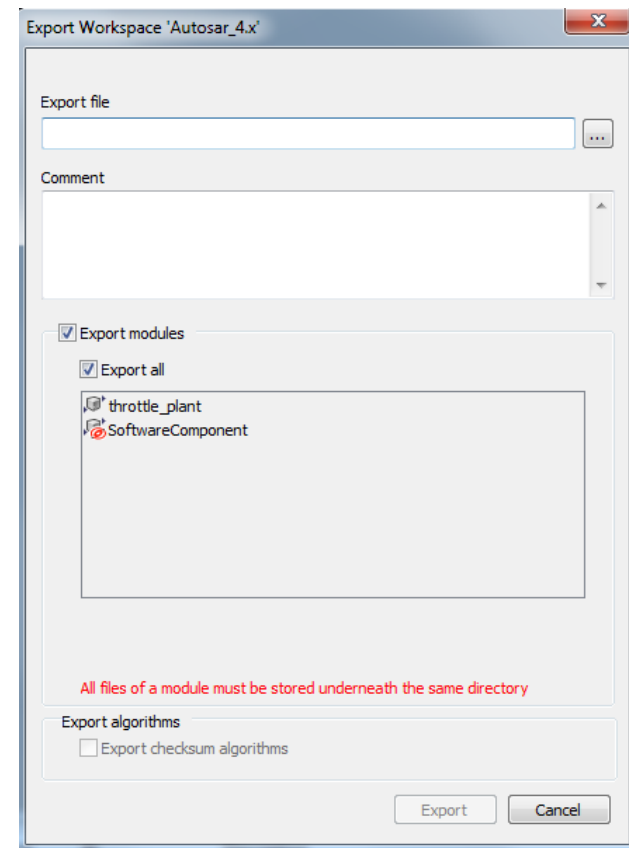 Export Workspace 'Autosar_4.x'
Export file
...
Comment
Export modules
Export all
throttle_plant
SoftwareComponent
All files of a module must be stored underneath the same directory
Export algorithms
Export checksum algorithms
Export
Cancel